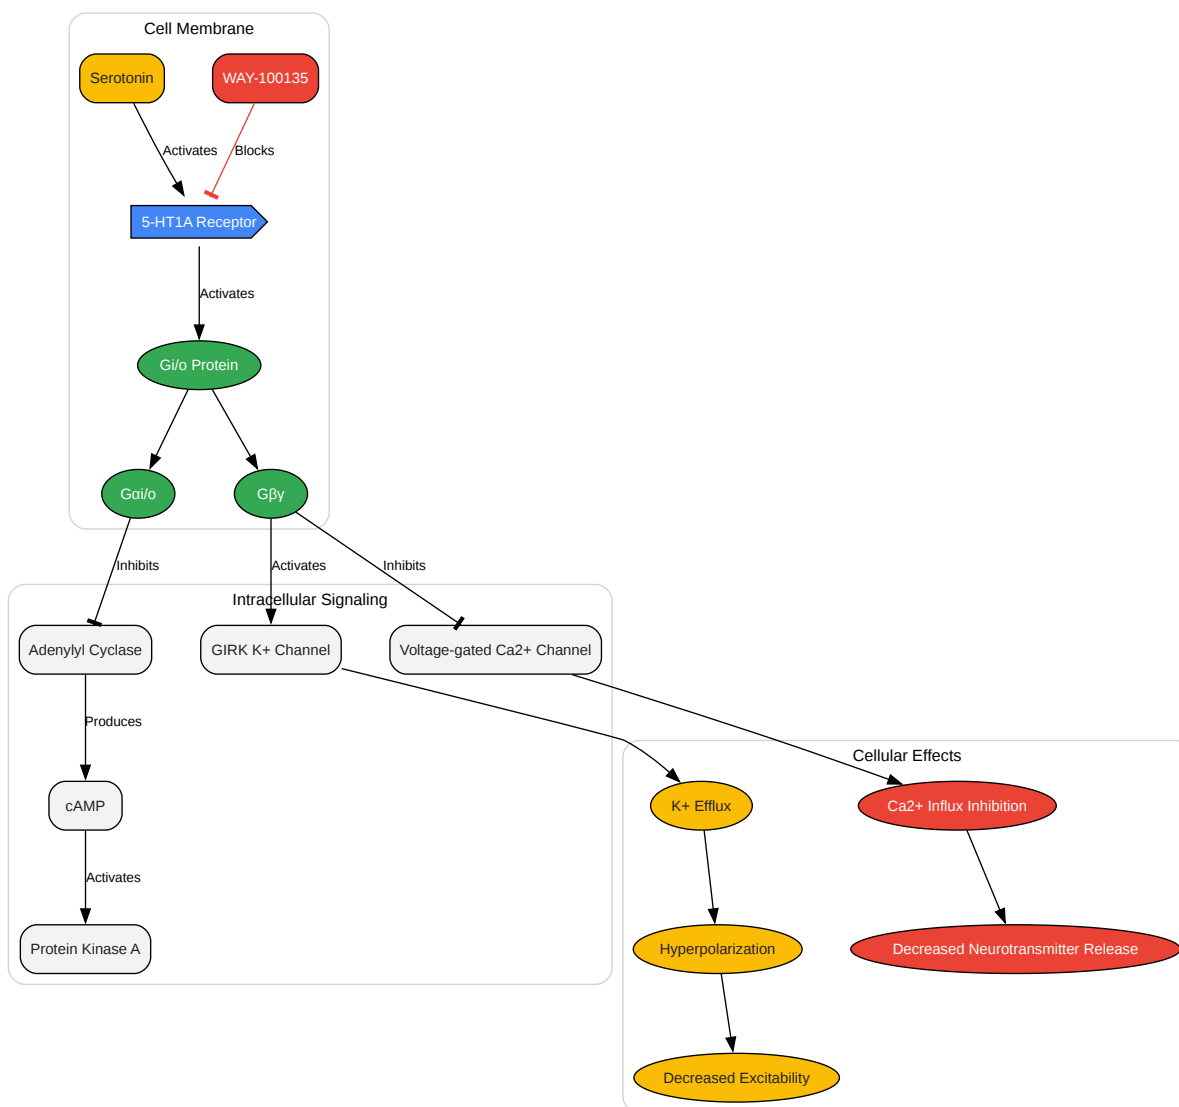 Cell Membrane
Serotonin
WAY-100135
Activates
Blocks
5-HT1A Receptor
Activates
Gi/o Protein
Gαi/o
Gβγ
Inhibits
Activates
Inhibits
Intracellular Signaling
Adenylyl Cyclase
GIRK K+ Channel
Voltage-gated Ca2+ Channel
Produces
Cellular Effects
cAMP
K+ Efflux
Ca2+ Influx Inhibition
Activates
Protein Kinase A
Hyperpolarization
Decreased Neurotransmitter Release
Decreased Excitability